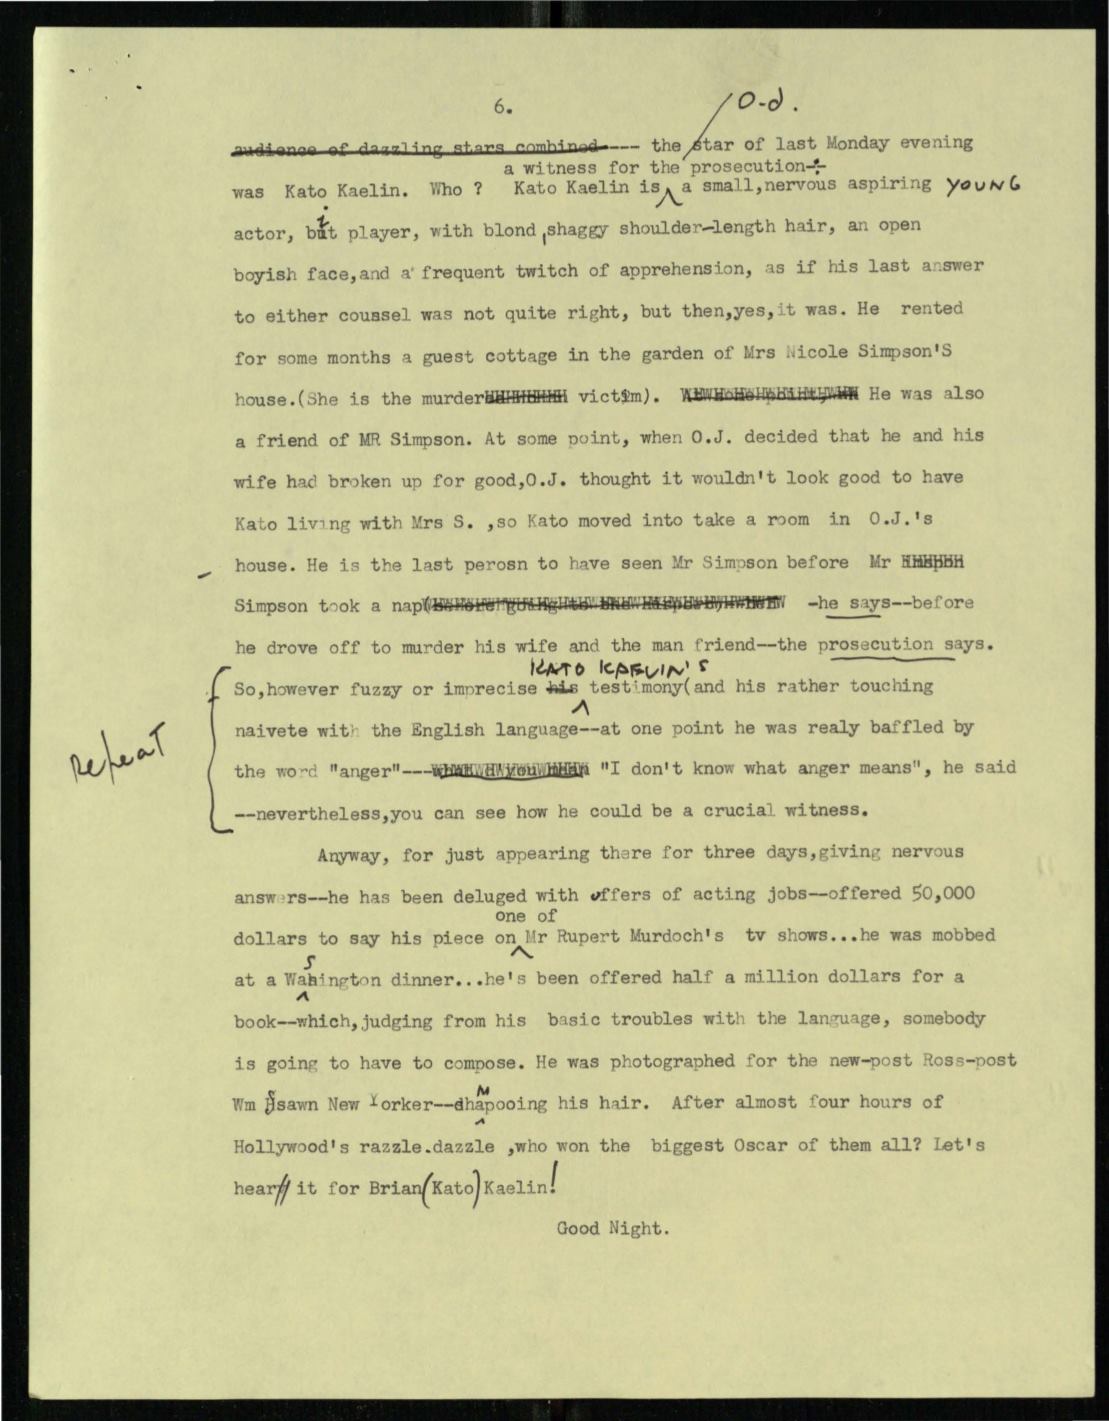 6. O-d.
audience of dazzling stars combined---- the star of last Monday evening
a witness for the prosecution--
was Kato Kaelin. Who ? Kato Kaelin is a small,nervous aspiring YOUNG
actor, bit player, with blond,shaggy shoulder-length hair, an open
boyish face,and a frequent twitch of apprehension, as if his last answer
to either counsel was not quite right, but then,yes,it was. He rented
for some months a guest cottage in the garden of Mrs Nicole Simpson'S
house.(She is the murder victim). He was also
a friend of MR Simpson. At some point, when O.J. decided that he and his
wife had broken up for good,O.J. thought it wouldn't look good to have
Kato living with Mrs S. ,so Kato moved into take a room in O.J.'s
house. He is the last perosn to have seen Mr Simpson before Mr
Simpson took a nap -he says--before
he drove off to murder his wife and the man friend--the prosecution says.
KATO KAELIN'S
So,however fuzzy or imprecise his testimony(and his rather touching
naivete with the English language--at one point he was realy baffled by
repeat
the word "anger"--- "I don't know what anger means", he said
--nevertheless,you can see how he could be a crucial witness.
Anyway, for just appearing there for three days,giving nervous
answers--he has been deluged with offers of acting jobs--offered 50,000
one of
dollars to say his piece on Mr Rupert Murdoch's tv shows...he was mobbed
S
at a Wahington dinner...he's been offered half a million dollars for a
book--which,judging from his basic troubles with the language, somebody
is going to have to compose. He was photographed for the new-post Ross-post
M
Wm Shawn New Yorker--shapooing his hair. After almost four hours of
Hollywood's razzle.dazzle ,who won the biggest Oscar of them all? Let's
hear it for Brian(Kato)Kaelin!
Good Night.